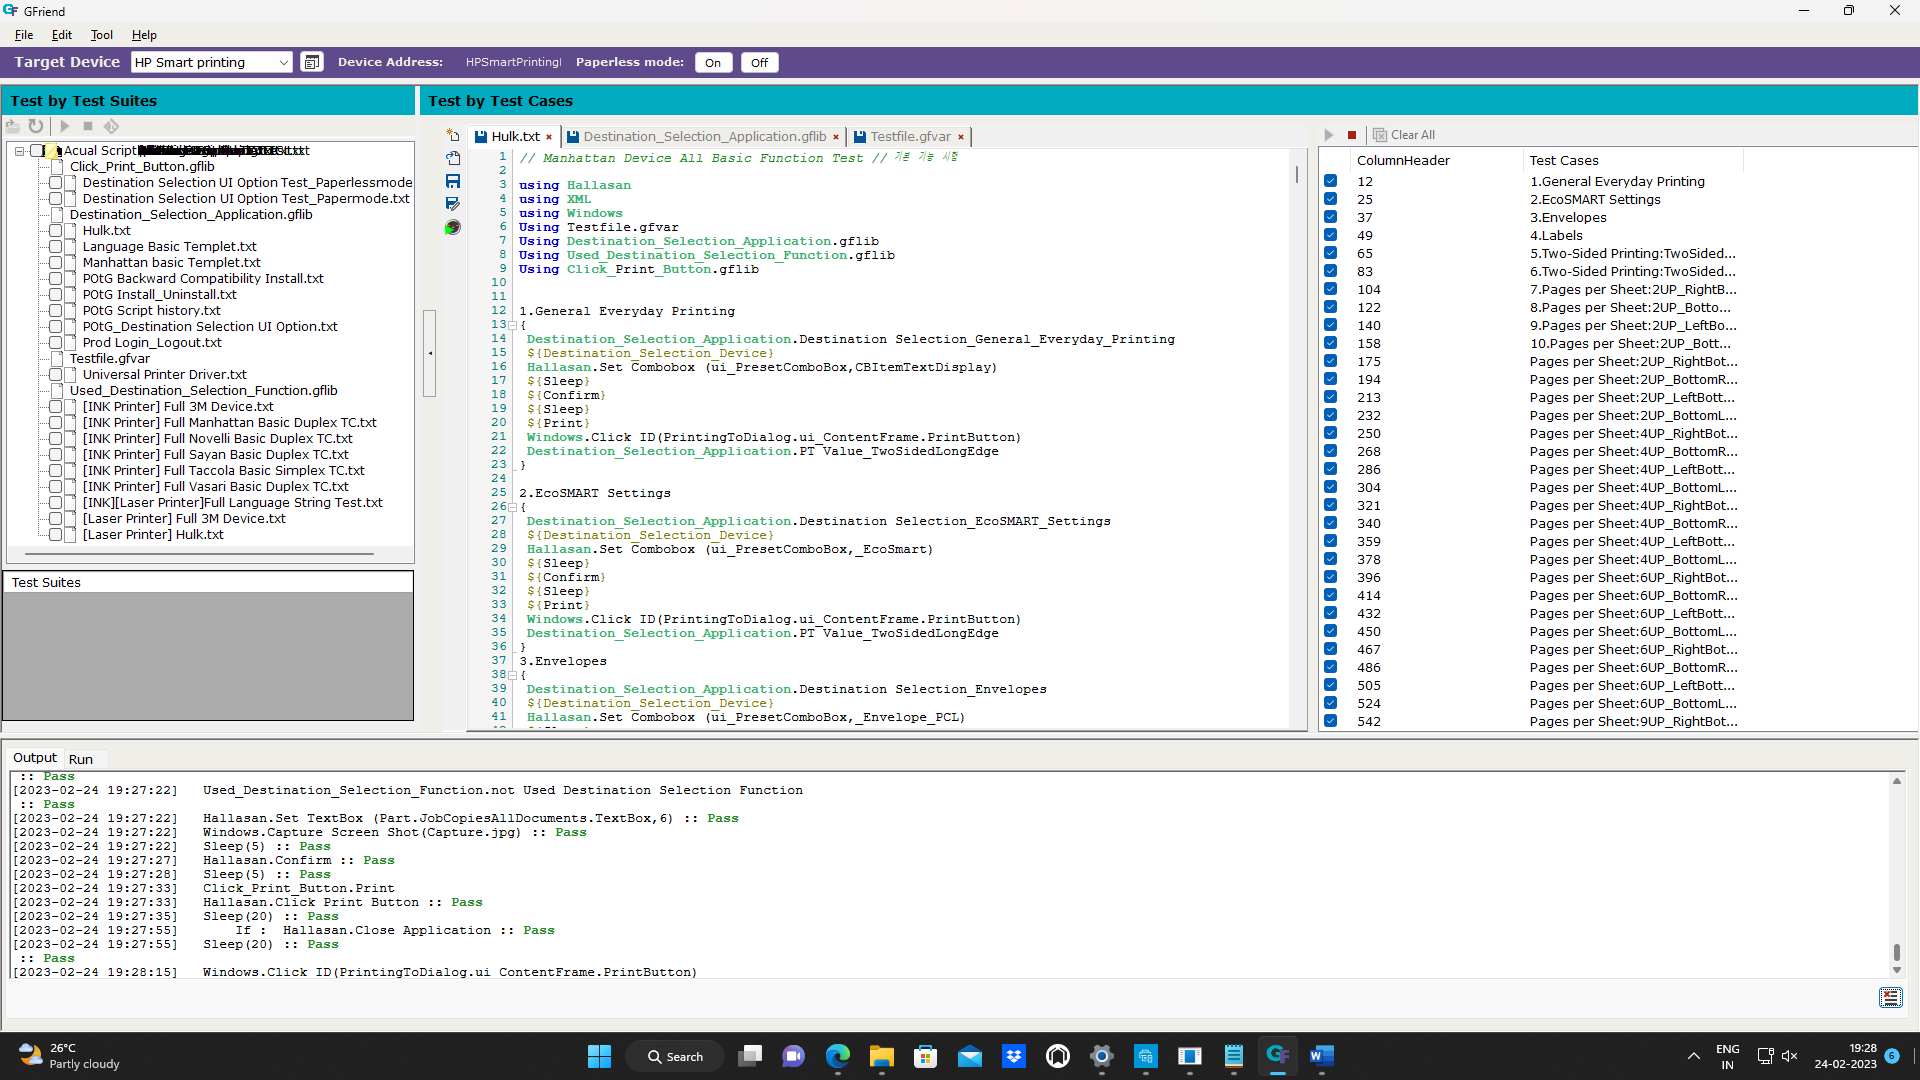 GFriend
File Edit Tool Help
Target Device HP Smart printing Device Address: HPSmartPrintingI Paperless mode: On Off
Test by Test Suites
Acual Script
Click_Print_Button.gflib
Destination Selection UI Option Test_Paperlessmode
Destination Selection UI Option Test_Papermode.txt
Destination_Selection_Application.gflib
Hulk.txt
Language Basic Templet.txt
Manhattan basic Templet.txt
POtG Backward Compatibility Install.txt
POtG Install_Uninstall.txt
POtG Script history.txt
POtG_Destination Selection UI Option.txt
Prod Login_Logout.txt
Testfile.gfvar
Universal Printer Driver.txt
Used_Destination_Selection_Function.gflib
[INK Printer] Full 3M Device.txt
[INK Printer] Full Manhattan Basic Duplex TC.txt
[INK Printer] Full Novelli Basic Duplex TC.txt
[INK Printer] Full Sayan Basic Duplex TC.txt
[INK Printer] Full Taccola Basic Simplex TC.txt
[INK Printer] Full Vasari Basic Duplex TC.txt
[INK][Laser Printer]Full Language String Test.txt
[Laser Printer] Full 3M Device.txt
[Laser Printer] Hulk.txt
Test Suites
Test by Test Cases
Hulk.txt Destination_Selection_Application.gflib Testfile.gfvar
1 // Manhattan Device All Basic Function Test // 기본 기능 시험
2
3 using Hallasan
4 using XML
5 using Windows
6 Using Testfile.gfvar
7 Using Destination_Selection_Application.gflib
8 Using Used_Destination_Selection_Function.gflib
9 Using Click_Print_Button.gflib
10
11
12 1.General Everyday Printing
13 {
14 Destination_Selection_Application.Destination Selection_General_Everyday_Printing
15 ${Destination_Selection_Device}
16 Hallasan.Set Combobox (ui_PresetComboBox,CBItemTextDisplay)
17 ${Sleep}
18 ${Confirm}
19 ${Sleep}
20 ${Print}
21 Windows.Click ID(PrintingToDialog.ui_ContentFrame.PrintButton)
22 Destination_Selection_Application.PT Value_TwoSidedLongEdge
23 }
24
25 2.EcoSMART Settings
26 {
27 Destination_Selection_Application.Destination Selection_EcoSMART_Settings
28 ${Destination_Selection_Device}
29 Hallasan.Set Combobox (ui_PresetComboBox,_EcoSmart)
30 ${Sleep}
31 ${Confirm}
32 ${Sleep}
33 ${Print}
34 Windows.Click ID(PrintingToDialog.ui_ContentFrame.PrintButton)
35 Destination_Selection_Application.PT Value_TwoSidedLongEdge
36 }
37 3.Envelopes
38 {
39 Destination_Selection_Application.Destination Selection_Envelopes
40 ${Destination_Selection_Device}
41 Hallasan.Set Combobox (ui_PresetComboBox,_Envelope_PCL)
Clear All
ColumnHeader Test Cases
12 1.General Everyday Printing
25 2.EcoSMART Settings
37 3.Envelopes
49 4.Labels
65 5.Two-Sided Printing:TwoSided...
83 6.Two-Sided Printing:TwoSided...
104 7.Pages per Sheet:2UP_RightB...
122 8.Pages per Sheet:2UP_Botto...
140 9.Pages per Sheet:2UP_LeftBo...
158 10.Pages per Sheet:2UP_Bott...
175 Pages per Sheet:2UP_RightBot...
194 Pages per Sheet:2UP_BottomR...
213 Pages per Sheet:2UP_LeftBott...
232 Pages per Sheet:2UP_BottomL...
250 Pages per Sheet:4UP_RightBot...
268 Pages per Sheet:4UP_BottomR...
286 Pages per Sheet:4UP_LeftBott...
304 Pages per Sheet:4UP_BottomL...
321 Pages per Sheet:4UP_RightBot...
340 Pages per Sheet:4UP_BottomR...
359 Pages per Sheet:4UP_LeftBott...
378 Pages per Sheet:4UP_BottomL...
396 Pages per Sheet:6UP_RightBot...
414 Pages per Sheet:6UP_BottomR...
432 Pages per Sheet:6UP_LeftBott...
450 Pages per Sheet:6UP_BottomL...
467 Pages per Sheet:6UP_RightBot...
486 Pages per Sheet:6UP_BottomR...
505 Pages per Sheet:6UP_LeftBott...
524 Pages per Sheet:6UP_BottomL...
542 Pages per Sheet:9UP_RightBot...
Output Run
:: Pass
[2023-02-24 19:27:22] Used_Destination_Selection_Function.not Used Destination Selection Function
:: Pass
[2023-02-24 19:27:22] Hallasan.Set TextBox (Part.JobCopiesAllDocuments.TextBox,6) :: Pass
[2023-02-24 19:27:22] Windows.Capture Screen Shot(Capture.jpg) :: Pass
[2023-02-24 19:27:22] Sleep(5) :: Pass
[2023-02-24 19:27:27] Hallasan.Confirm :: Pass
[2023-02-24 19:27:28] Sleep(5) :: Pass
[2023-02-24 19:27:33] Click_Print_Button.Print
[2023-02-24 19:27:33] Hallasan.Click Print Button :: Pass
[2023-02-24 19:27:35] Sleep(20) :: Pass
[2023-02-24 19:27:55] If : Hallasan.Close Application :: Pass
[2023-02-24 19:27:55] Sleep(20) :: Pass
:: Pass
[2023-02-24 19:28:15] Windows.Click ID(PrintingToDialog.ui_ContentFrame.PrintButton)
26°C
Partly cloudy
Search
ENG
IN
19:28
24-02-2023
6